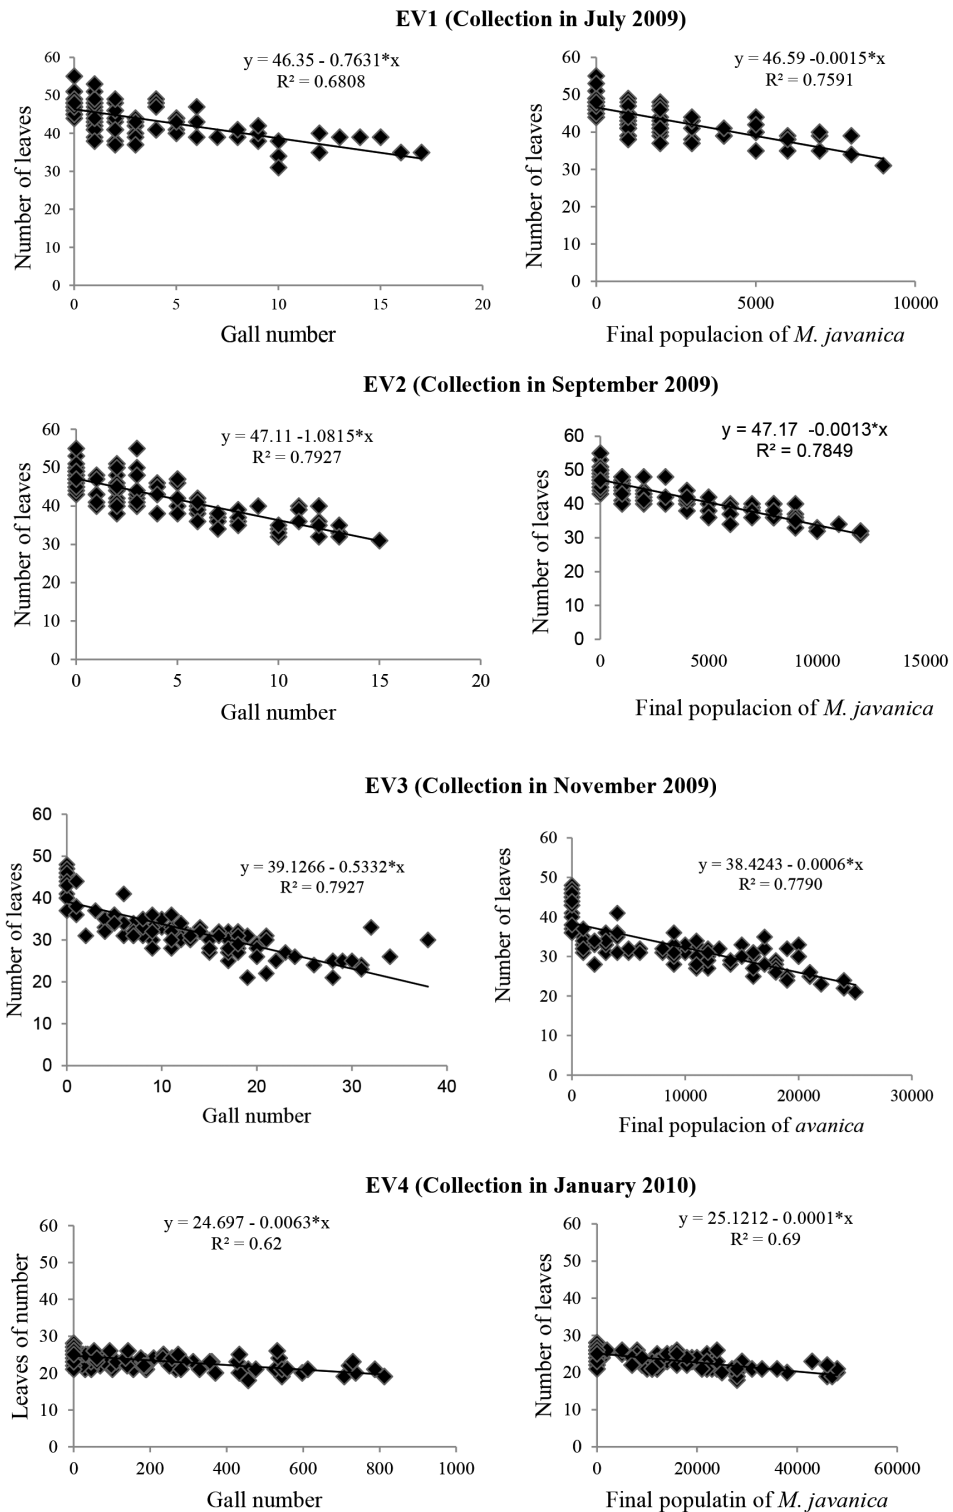 EV1 (Collection in July 2009)
y = 46.35 - 0.7631*x
R² = 0.6808
Number of leaves
60
50
40
30
20
10
0
0 5 10 15 20
Gall number
y = 46.59 -0.0015*x
R² = 0.7591
Number of leaves
60
50
40
30
20
10
0
0 5000 10000
Final populacion of M. javanica
EV2 (Collection in September 2009)
y = 47.11 -1.0815*x
R² = 0.7927
Number of leaves
60
50
40
30
20
10
0
0 5 10 15 20
Gall number
y = 47.17 -0.0013*x
R² = 0.7849
Number of leaves
60
50
40
30
20
10
0
0 5000 10000 15000
Final populacion of M. javanica
EV3 (Collection in November 2009)
y = 39.1266 - 0.5332*x
R² = 0.7927
Number of leaves
60
50
40
30
20
10
0
0 10 20 30 40
Gall number
y = 38.4243 - 0.0006*x
R² = 0.7790
Number of leaves
60
50
40
30
20
10
0
0 10000 20000 30000
Final populacion of avanica
EV4 (Collection in January 2010)
y = 24.697 - 0.0063*x
R² = 0.62
Leaves of number
60
50
40
30
20
10
0
0 200 400 600 800 1000
Gall number
y = 25.1212 - 0.0001*x
R² = 0.69
Number of leaves
60
50
40
30
20
10
0
0 20000 40000 60000
Final populatin of M. javanica